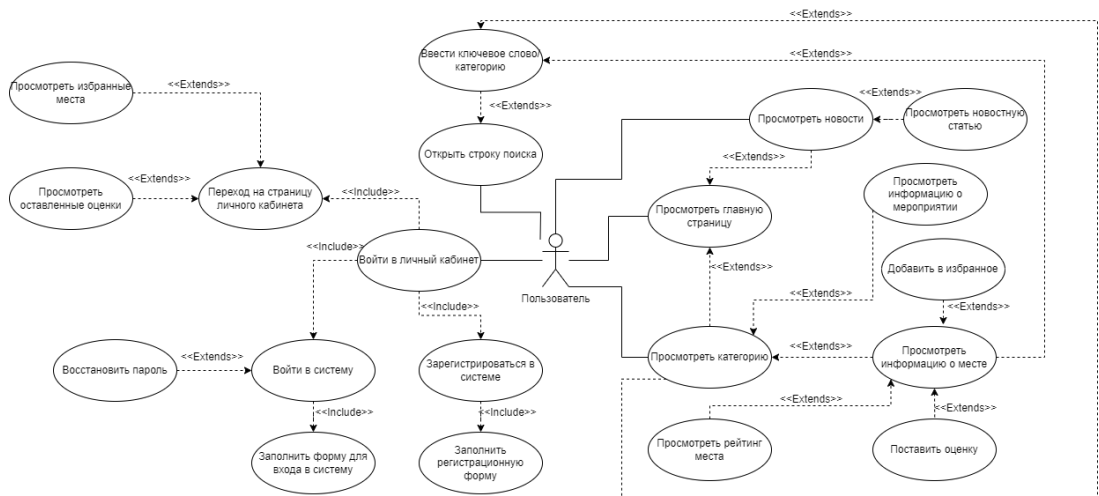 <<Extends>>
Ввести ключевое слово/
категорию
<<Extends>>
Просмотреть избранные
места
<<Extends>>
<<Extends>>
Просмотреть новости
<<Extends>>
Просмотреть новостную
статью
Открыть строку поиска
<<Extends>>
Просмотреть
оставленные оценки
<<Extends>>
Переход на страницу
личного кабинета
<<Include>>
Просмотреть главную
страницу
Просмотреть
информацию о
мероприятии
<<Include>>
Войти в личный кабинет
Пользователь
<<Extends>>
Добавить в избранное
<<Include>>
<<Extends>>
<<Extends>>
Восстановить пароль
<<Extends>>
Войти в систему
Зарегистрироваться в
системе
Просмотреть категорию
<<Extends>>
Просмотреть
информацию о месте
<<Include>>
<<Include>>
<<Extends>>
<<Extends>>
Заполнить форму для
входа в систему
Заполнить
регистрационную
форму
Просмотреть рейтинг
места
Поставить оценку